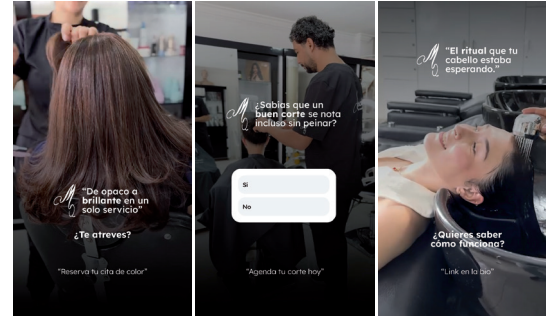 "De opaco a
brillante en un
solo servicio"
¿Te atreves?
"Reserva tu cita de color"
¿Sabías que un
buen corte se nota
incluso sin peinar?
Si
No
"Agenda tu corte hoy"
"El ritual que tu
cabello estaba
esperando."
¿Quieres saber
cómo funciona?
"Link en la bio"